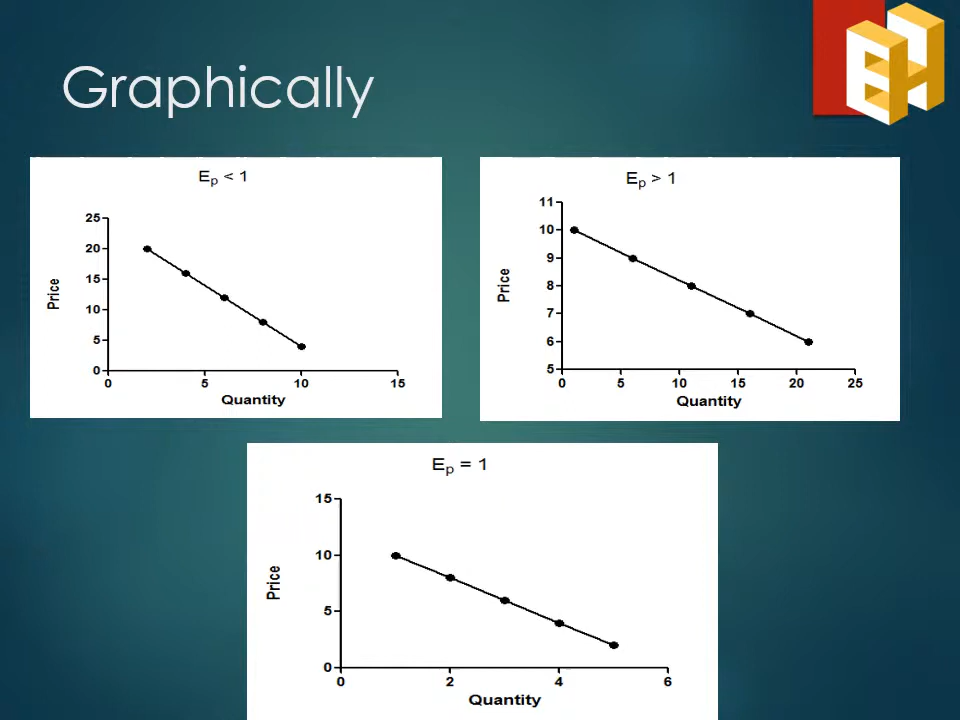 Graphically
Ep < 1
25
20
15
10
5
0
Price
0 5 10 15
Quantity
Ep > 1
11
10
9
8
7
6
5
Price
0 5 10 15 20 25
Quantity
Ep = 1
15
10
5
0
Price
0 2 4 6
Quantity
EH